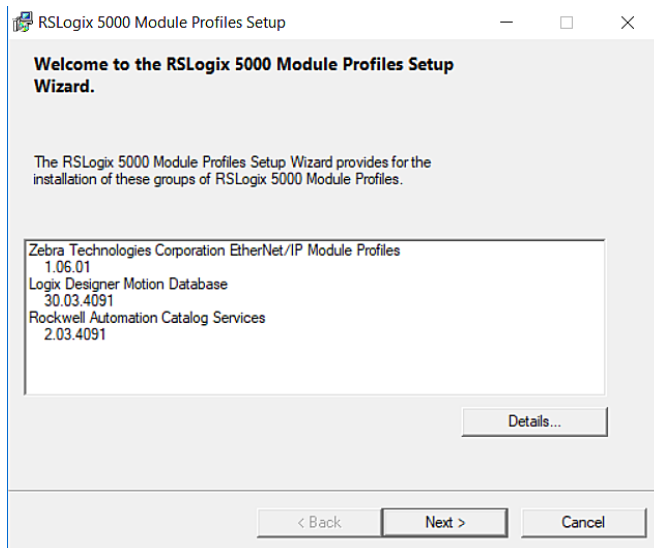 RSLogix 5000 Module Profiles Setup
Welcome to the RSLogix 5000 Module Profiles Setup
Wizard.
The RSLogix 5000 Module Profiles Setup Wizard provides for the
installation of these groups of RSLogix 5000 Module Profiles.
Zebra Technologies Corporation EtherNet/IP Module Profiles
1.06.01
Logix Designer Motion Database
30.03.4091
Rockwell Automation Catalog Services
2.03.4091
Details...
< Back
Next >
Cancel